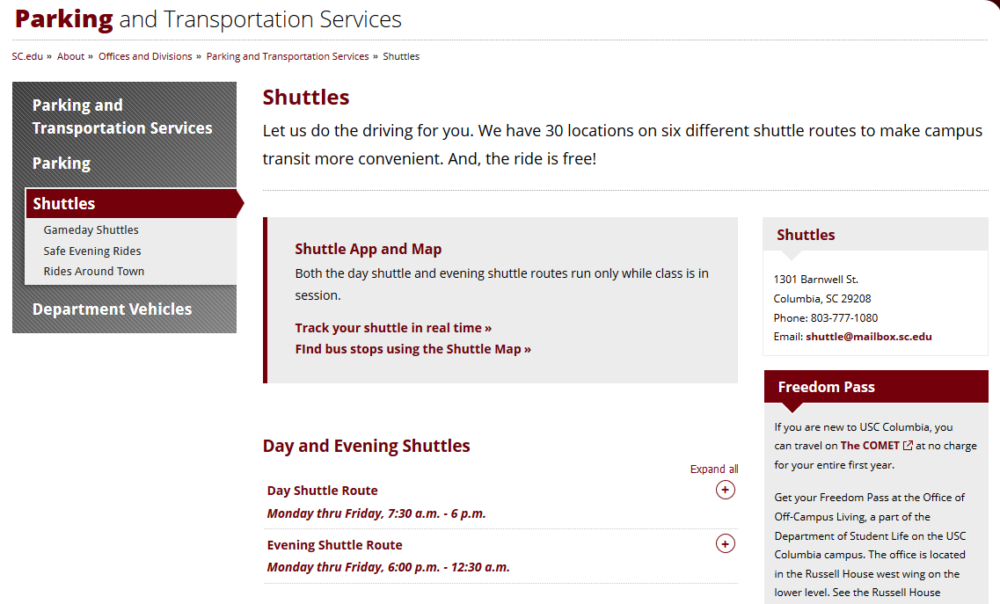 Parking and Transportation Services
SC.edu » About » Offices and Divisions » Parking and Transportation Services » Shuttles
Parking and
Transportation Services
Parking
Shuttles
Gameday Shuttles
Safe Evening Rides
Rides Around Town
Department Vehicles
Shuttles
Let us do the driving for you. We have 30 locations on six different shuttle routes to make campus
transit more convenient. And, the ride is free!
Shuttle App and Map
Both the day shuttle and evening shuttle routes run only while class is in
session.
Track your shuttle in real time »
FInd bus stops using the Shuttle Map »
Day and Evening Shuttles
Expand all
Day Shuttle Route
Monday thru Friday, 7:30 a.m. - 6 p.m.
Evening Shuttle Route
Monday thru Friday, 6:00 p.m. - 12:30 a.m.
Shuttles
1301 Barnwell St.
Columbia, SC 29208
Phone: 803-777-1080
Email: shuttle@mailbox.sc.edu
Freedom Pass
If you are new to USC Columbia, you
can travel on The COMET at no charge
for your entire first year.
Get your Freedom Pass at the Office of
Off-Campus Living, a part of the
Department of Student Life on the USC
Columbia campus. The office is located
in the Russell House west wing on the
lower level. See the Russell House